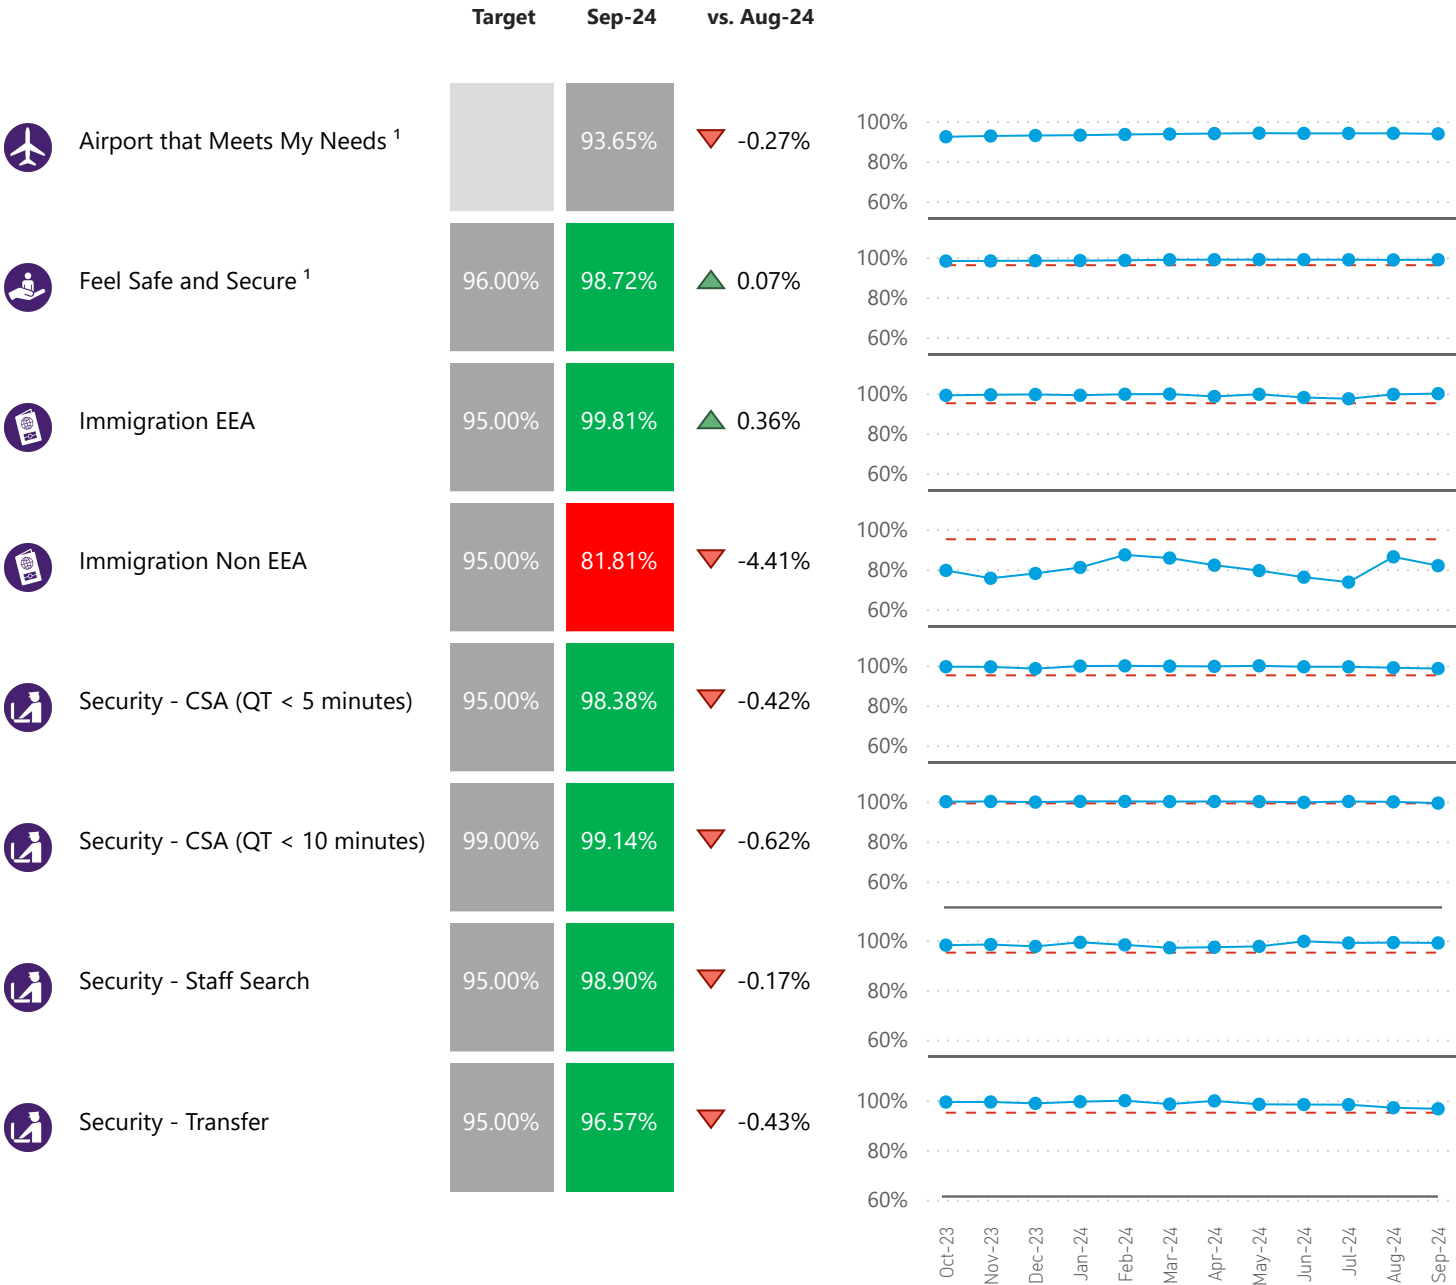 Target Sep-24 vs. Aug-24
Airport that Meets My Needs ¹ 93.65% -0.27%
100%
80%
60%
Feel Safe and Secure ¹ 96.00% 98.72% 0.07%
100%
80%
60%
Immigration EEA 95.00% 99.81% 0.36%
100%
80%
60%
Immigration Non EEA 95.00% 81.81% -4.41%
100%
80%
60%
Security - CSA (QT < 5 minutes) 95.00% 98.38% -0.42%
100%
80%
60%
Security - CSA (QT < 10 minutes) 99.00% 99.14% -0.62%
100%
80%
60%
Security - Staff Search 95.00% 98.90% -0.17%
100%
80%
60%
Security - Transfer 95.00% 96.57% -0.43%
100%
80%
60%
Oct-23 Nov-23 Dec-23 Jan-24 Feb-24 Mar-24 Apr-24 May-24 Jun-24 Jul-24 Aug-24 Sep-24